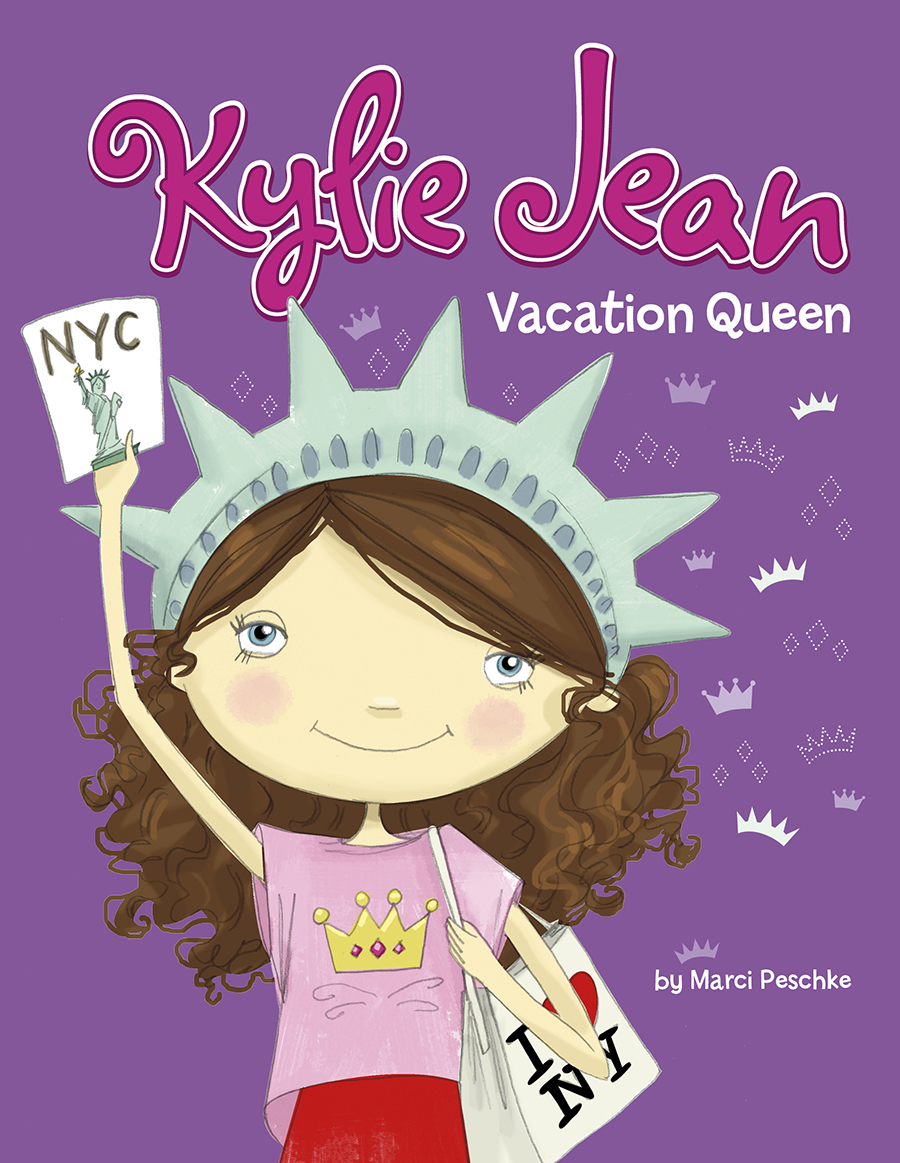 Kylie Jean
Vacation Queen
NYC
by Marci Peschke
I ♥
NY